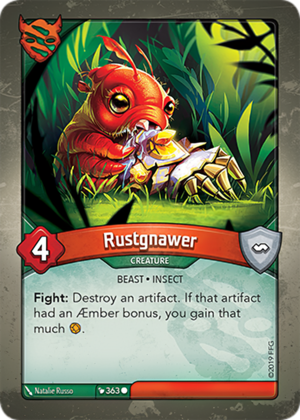 4
Rustgnawer
CREATURE
BEAST • INSECT
Fight: Destroy an artifact. If that artifact
had an Æmber bonus, you gain that
much .
©2019 FFG
Natalie Russo
363